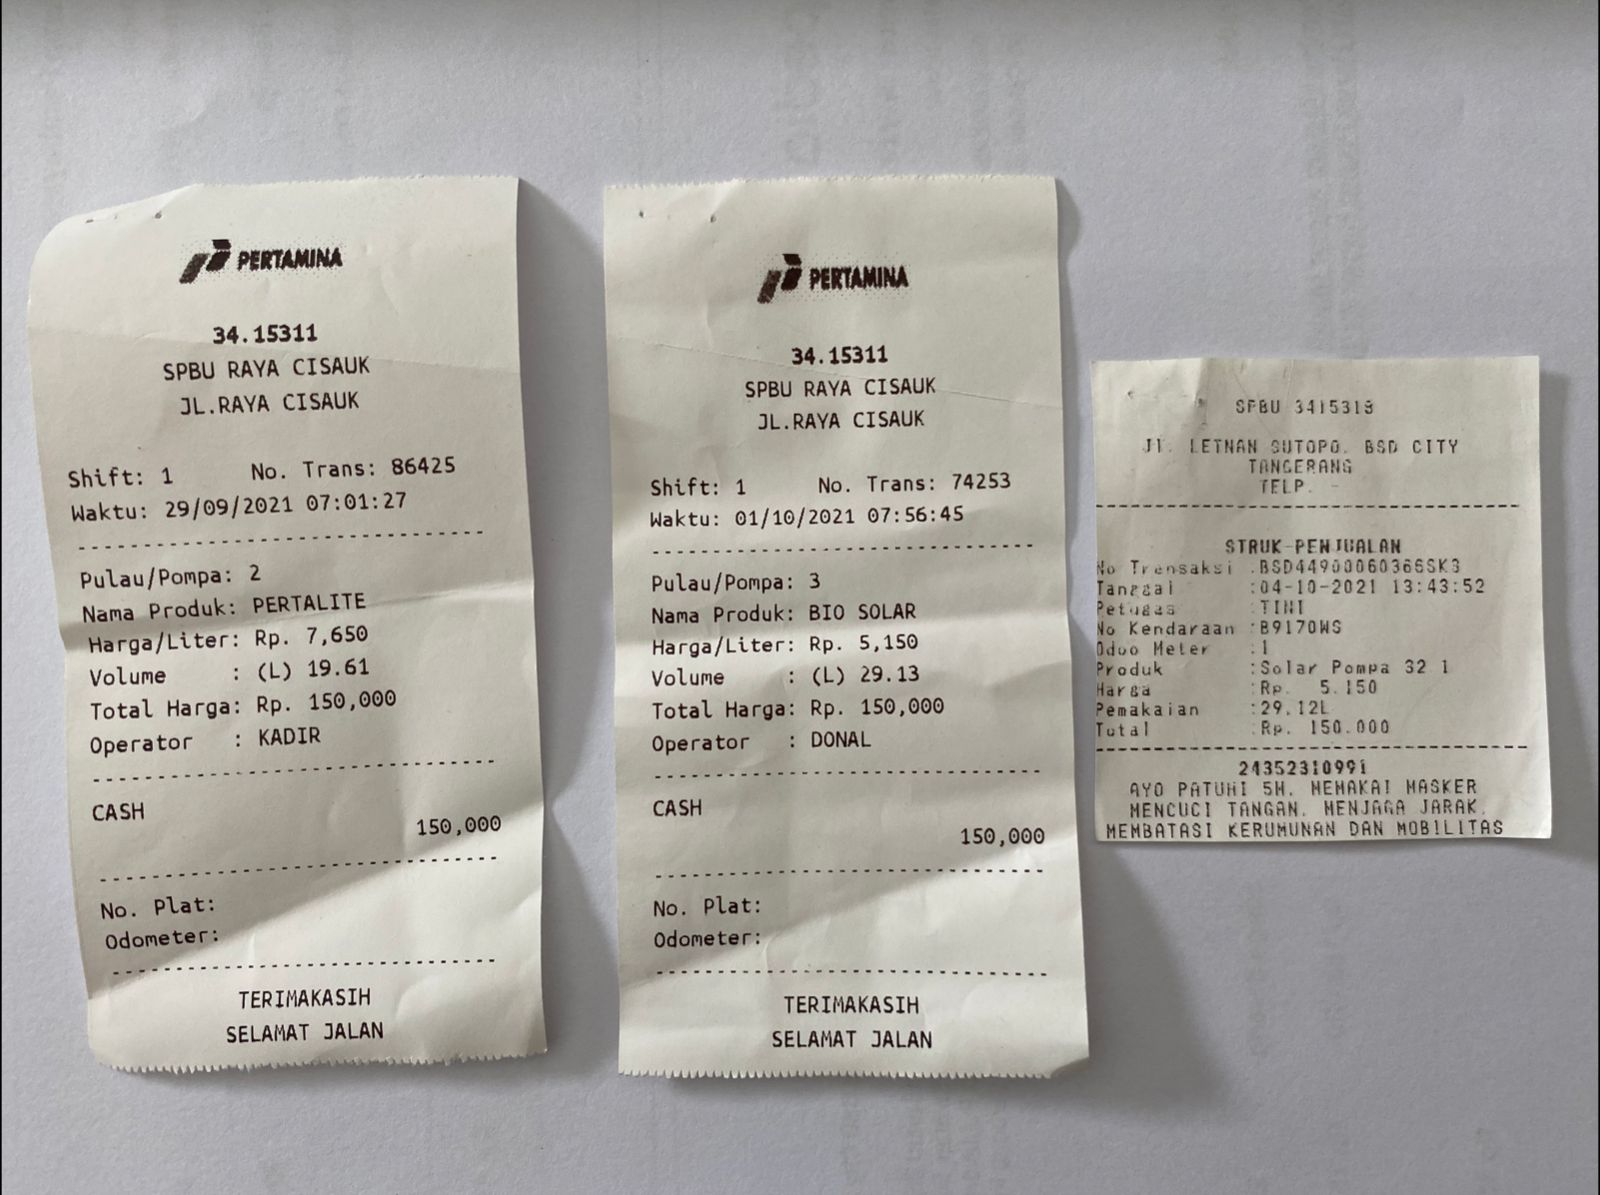 PERTAMINA
34.15311
SPBU RAYA CISAUK
JL.RAYA CISAUK
Shift: 1 No. Trans: 86425
Waktu: 29/09/2021 07:01:27
Pulau/Pompa: 2
Nama Produk: PERTALITE
Harga/Liter: Rp. 7,650
Volume : (L) 19.61
Total Harga: Rp. 150,000
Operator : KADIR
CASH
150,000
No. Plat:
Odometer:
TERIMAKASIH
SELAMAT JALAN
PERTAMINA
34.15311
SPBU RAYA CISAUK
JL.RAYA CISAUK
Shift: 1 No. Trans: 74253
Waktu: 01/10/2021 07:56:45
Pulau/Pompa: 3
Nama Produk: BIO SOLAR
Harga/Liter: Rp. 5,150
Volume : (L) 29.13
Total Harga: Rp. 150,000
Operator : DONAL
CASH
150,000
No. Plat:
Odometer:
TERIMAKASIH
SELAMAT JALAN
SPBU 3415319
Jl. LETNAN SUTOPO. BSD CITY
TANGERANG
TELP. -
STRUK-PENJUALAN
No Transaksi :BSD44900060366SK3
Tanggal :04-10-2021 13:43:52
Petugas :TINI
No Kendaraan :B9170WS
Odoo Meter :1
Produk :Solar Pompa 32 1
Harga :Rp. 5.150
Pemakaian :29.12L
Total :Rp. 150.000
24352310991
AYO PATUHI 5M. MEMAKAI MASKER
MENCUCI TANGAN. MENJAGA JARAK.
MEMBATASI KERUMUNAN DAN MOBILITAS